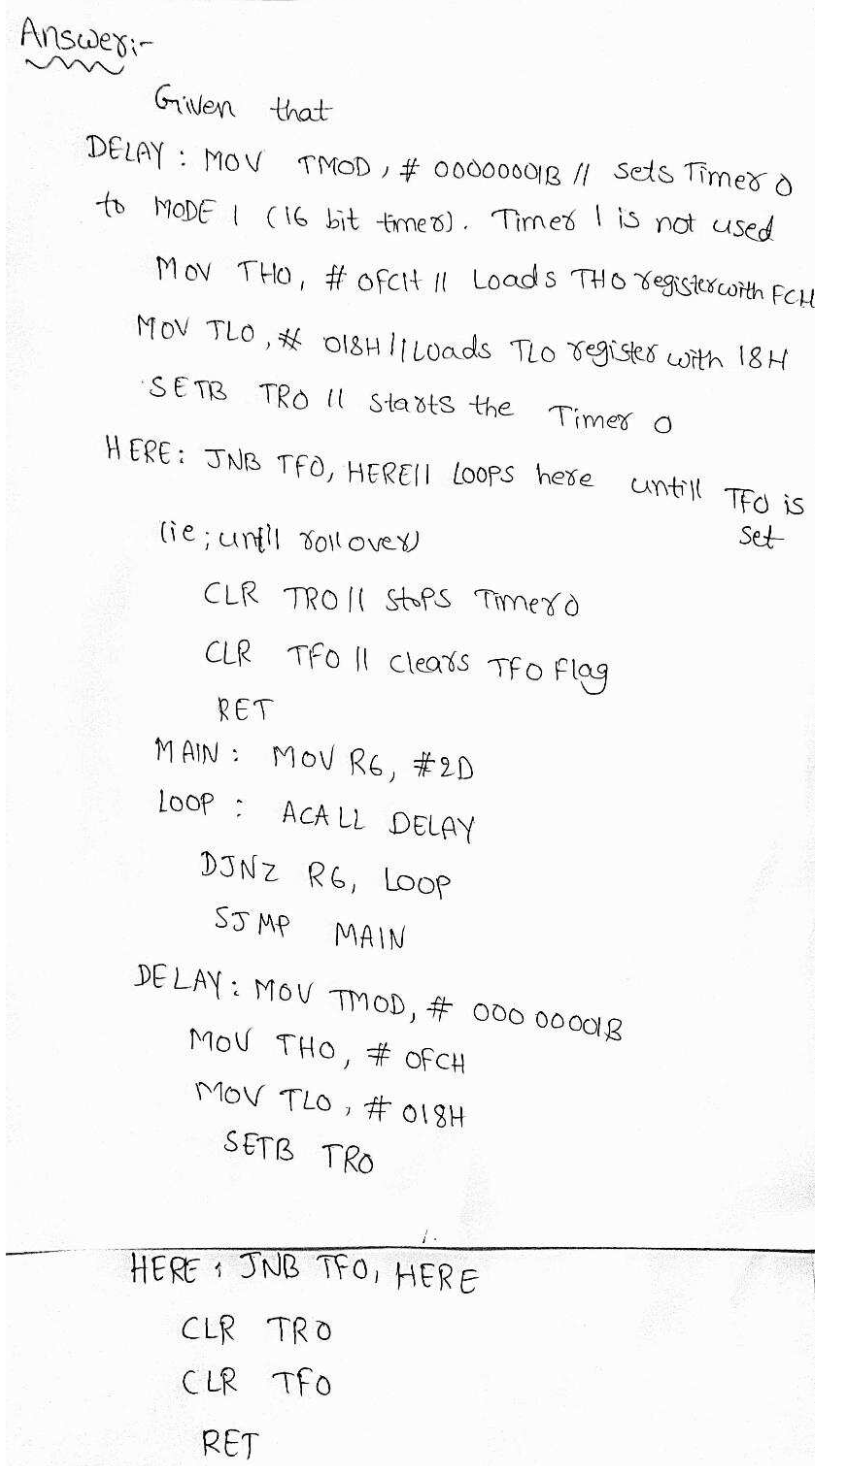 Answer:-
Given that
DELAY : MOV TMOD, # 00000001B // sets Timer 0
to MODE 1 (16 bit timer). Timer 1 is not used
MOV TH0, # 0FCH // Loads TH0 register with FCH
MOV TL0, # 018H // Loads TL0 register with 18H
SETB TR0 // starts the Timer 0
HERE: JNB TF0, HERE // Loops here untill TF0 is
set
(ie; untill rollover)
CLR TR0 // stops Timer 0
CLR TF0 // clears TF0 flag
RET
MAIN : MOV R6, #2D
LOOP : ACALL DELAY
DJNZ R6, LOOP
SJMP MAIN
DELAY: MOV TMOD, # 00000001B
MOV TH0, # 0FCH
MOV TL0, # 018H
SETB TR0
HERE : JNB TF0, HERE
CLR TR0
CLR TF0
RET